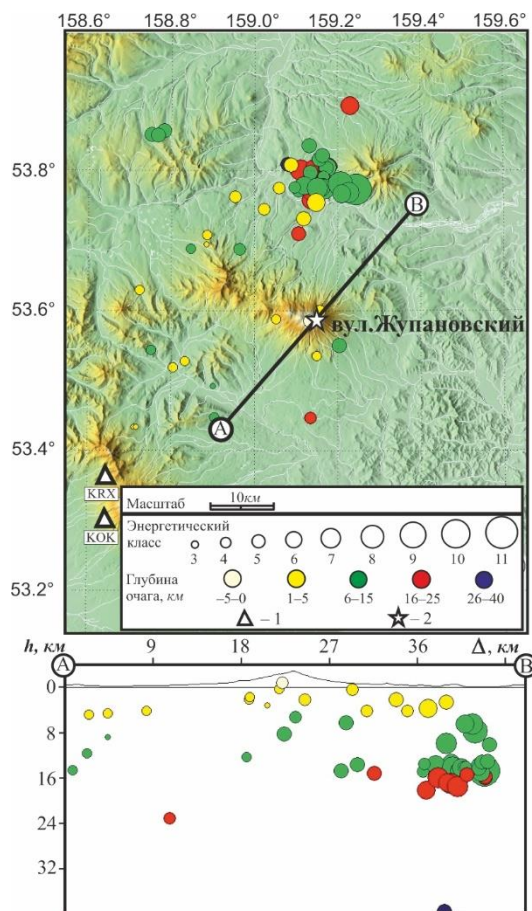 158.6° 158.8° 159.0° 159.2° 159.4° 159.6°
53.8°
B
53.6°
вул.Жупановский
A
53.4°
KRX
KOK
Масштаб 10км
Энергетический
класс
3 4 5 6 7 8 9 10 11
53.2°
Глубина
очага, км
–5–0 1–5 6–15 16–25 26–40
– 1 – 2
h, км 9 18 27 36 Δ, км
A B
0
8
16
24
32